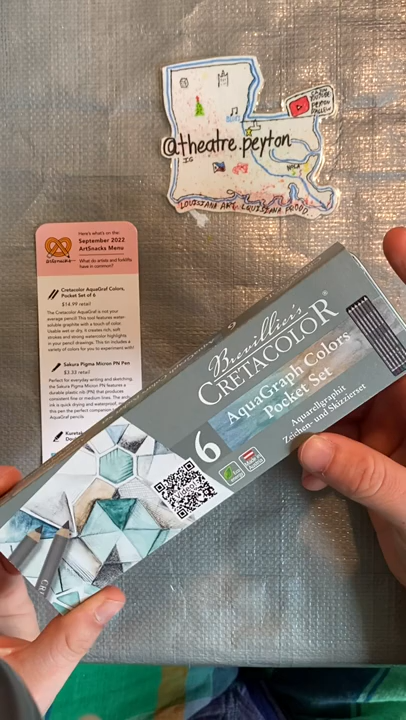 @theatre.peyton
IG
LOUISIANA ART LOUISIANA FOOD
Here's what's on the:
September 2022
ArtSnacks Menu
What do artists and forklifts
have in common?
artsnacks
Cretacolor AquaGraf Colors,
Pocket Set of 6
$14.99 retail
The Cretacolor AquaGraf is not your
average pencil! This tool features water-
soluble graphite with a touch of color.
Usable wet or dry, it creates rich, soft
strokes and strong watercolor highlights
in your pencil drawings. This kit includes a
variety of colors for you to experiment with!
Sakura Pigma Micron PN Pen
$3.33 retail
Perfect for everyday writing and sketching,
the Sakura Pigma Micron PN features a
durable plastic nib (PN) that produces
consistent fine or medium lines. The
ink is quick drying and waterproof,
this pen the perfect companion
AquaGraf pencils
Brevillier's
CRETACOLOR®
AquaGraph Colors
Pocket Set
6
Aquarellgraphit
Zeichen- und Skizzierset
Video!
CRE